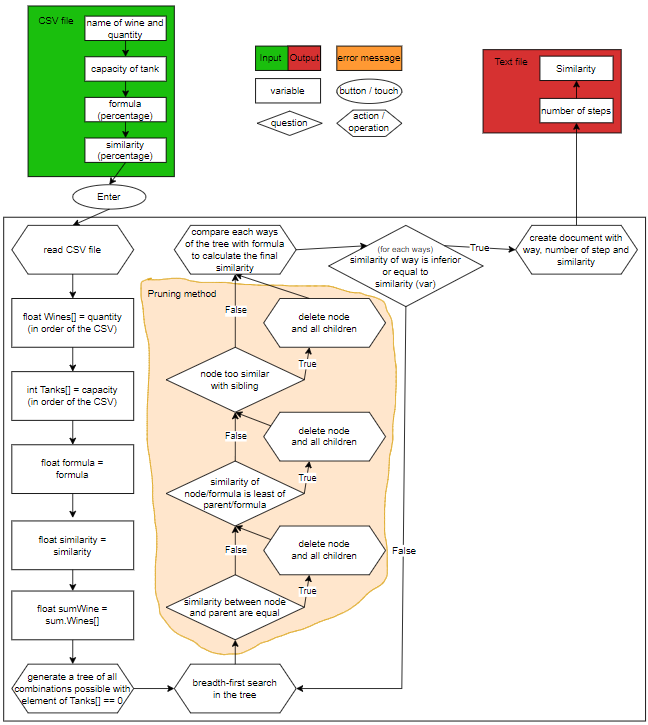 CSV file
name of wine and
quantity
capacity of tank
formula
(percentage)
similarity
(percentage)
Enter
Input
Output
error message
variable
button / touch
question
action /
operation
Text file
Similarity
number of steps
read CSV file
float Wines[] = quantity
(in order of the CSV)
int Tanks[] = capacity
(in order of the CSV)
float formula =
formula
float similarity =
similarity
float sumWine =
sum.Wines[]
generate a tree of all
combinations possible with
element of Tanks[] == 0
breadth-first search
in the tree
Pruning method
similarity between node
and parent are equal
True
delete node
and all children
False
similarity of
node/formula is least of
parent/formula
True
delete node
and all children
False
node too similar
with sibling
True
delete node
and all children
False
compare each ways
of the tree with formula
to calculate the final
similarity
(for each ways)
similarity of way is inferior
or equal to
similarity (var)
True
False
create document with
way, number of step and
similarity